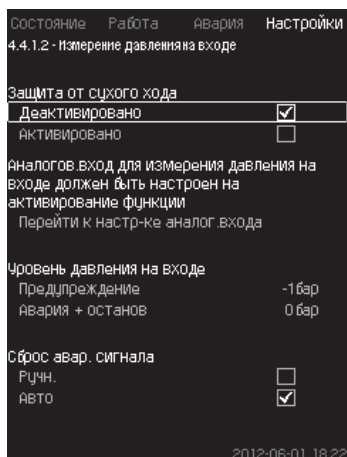 Состояние Работа Авария Настройки
4.4.1.2 - Измерение давления на входе
Защита от сухого хода
Деактивировано
Активировано
Аналогов.вход для измерения давления на
входе должен быть настроен на
активирование функции
Перейти к настр-ке аналог.входа
Уровень давления на входе
Предупреждение -1 бар
Авария + останов 0 бар
Сброс авар. сигнала
Ручн.
Авто
2012-06-01 18:22